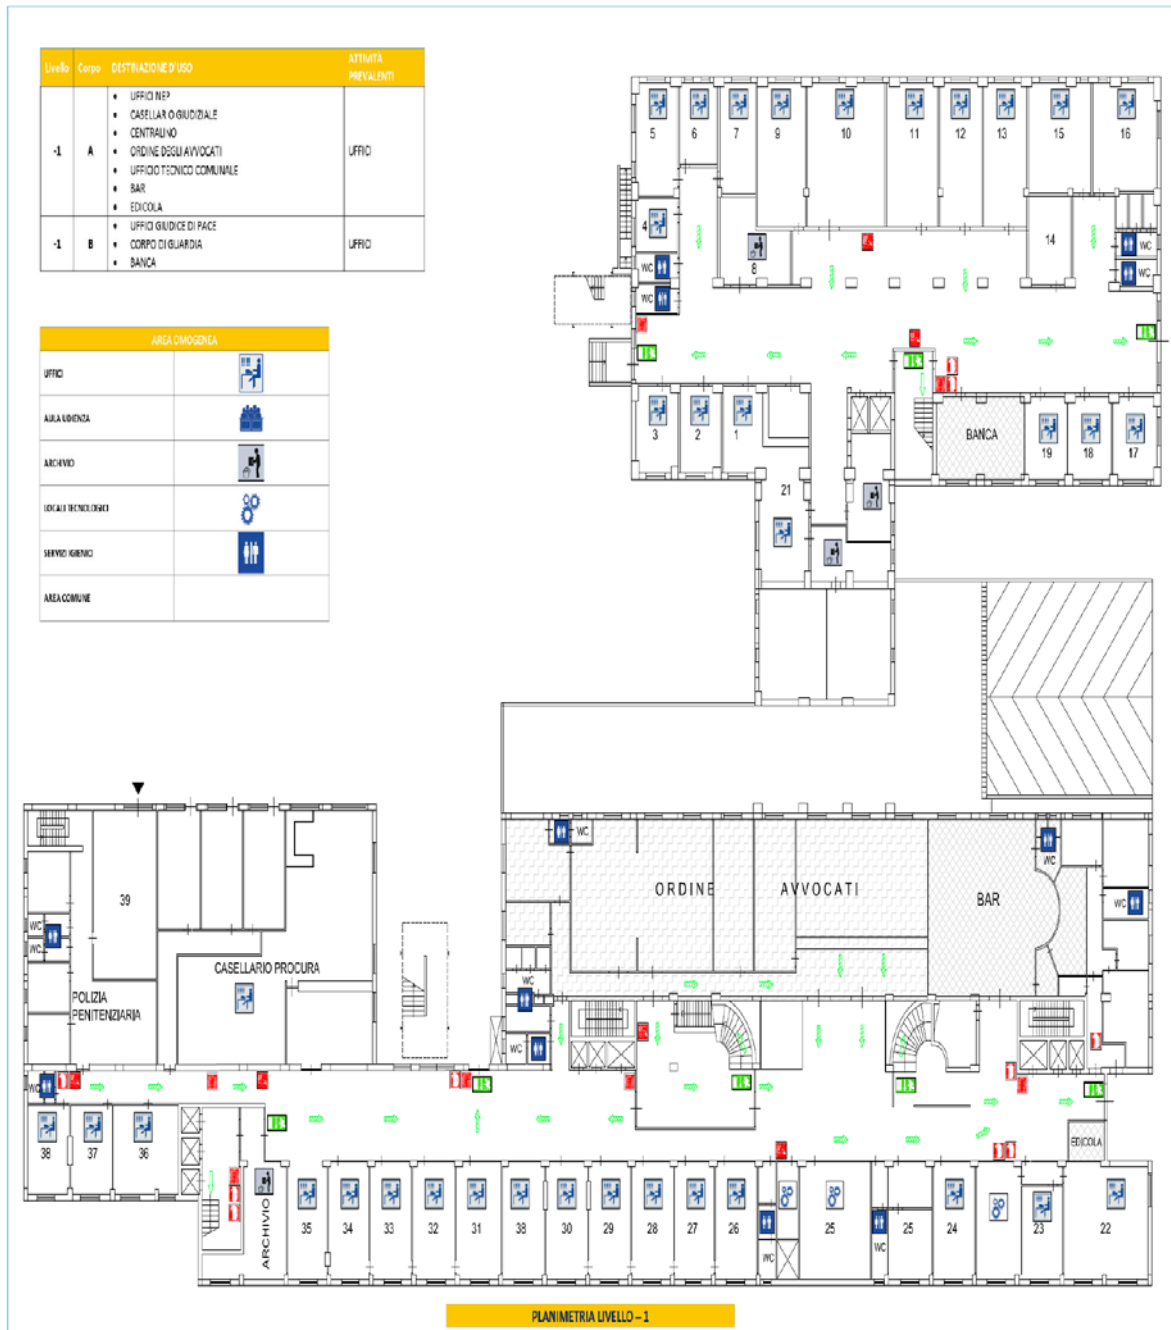 Livello Corpo DESTINAZIONE D'USO ATTIVITÀ PREVALENTI
-1 A
• UFFICI NEP
• CASELLARIO GIUDIZIALE
• CENTRALINO
• ORDINE DEGLI AVVOCATI
• UFFICIO TECNICO COMUNALE
• BAR
• EDICOLA
UFFICI
-1 B
• UFFICI GIUDICE DI PACE
• CORPO DI GUARDIA
• BANCA
UFFICI
AREA OMOGENEA
UFFICI
AULA UDIENZA
ARCHIVIO
LOCALI TECNOLOGICI
SERVIZI IGIENICI
AREA COMUNE
5 6 7 9 10 11 12 13 15 16
4 8 14
WC WC
WC WC
3 2 1 BANCA 19 18 17
21
WC WC
ORDINE AVVOCATI BAR
39
WC WC
WC
CASELLARIO PROCURA
POLIZIA
PENITENZIARIA
WC
WC
WC
EDICOLA
38 37 36
ARCHIVIO
35 34 33 32 31 38 30 29 28 27 26 25 25 24 23 22
WC WC
PLANIMETRIA LIVELLO – 1